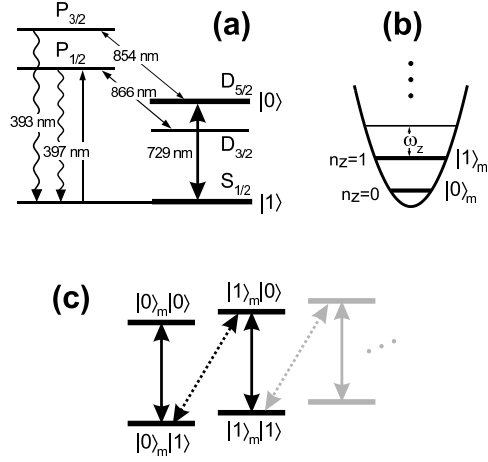 (a)
P3/2
P1/2
854 nm
866 nm
393 nm
397 nm
729 nm
D5/2
|0⟩
D3/2
S1/2
|1⟩
(b)
ωz
nz=1
|1⟩m
nz=0
|0⟩m
(c)
|0⟩m|0⟩
|1⟩m|0⟩
|0⟩m|1⟩
|1⟩m|1⟩